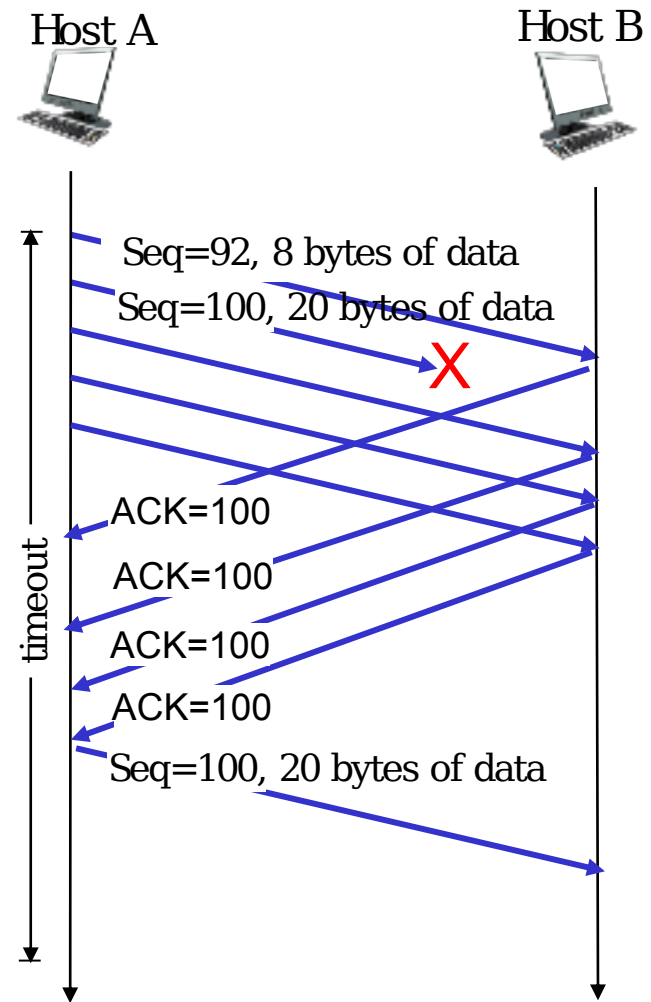 Host A
Host B
Seq=92, 8 bytes of data
Seq=100, 20 bytes of data
X
ACK=100
timeout
ACK=100
ACK=100
ACK=100
Seq=100, 20 bytes of data